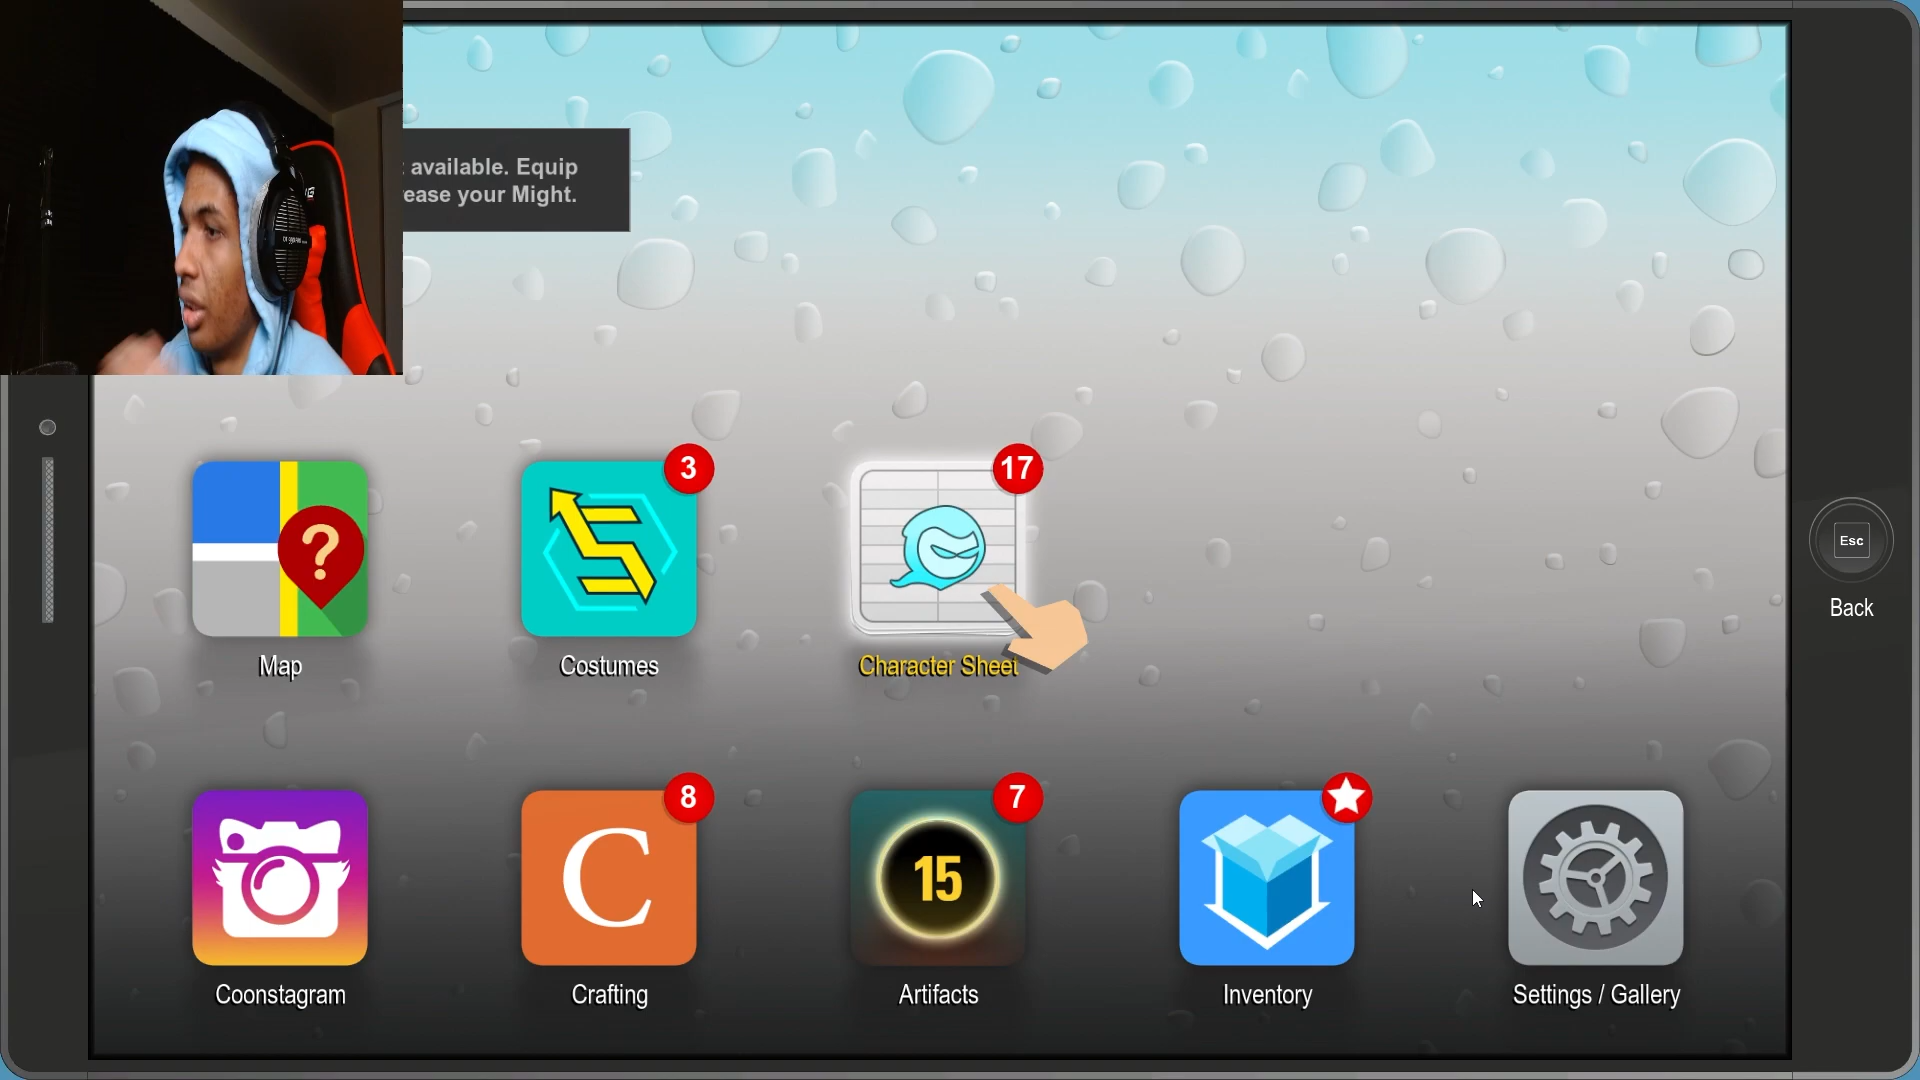 available. Equip
ease your Might.
3
17
Esc
Map
Costumes
Character Sheet
Back
8
7
C
15
Coonstagram
Crafting
Artifacts
Inventory
Settings / Gallery